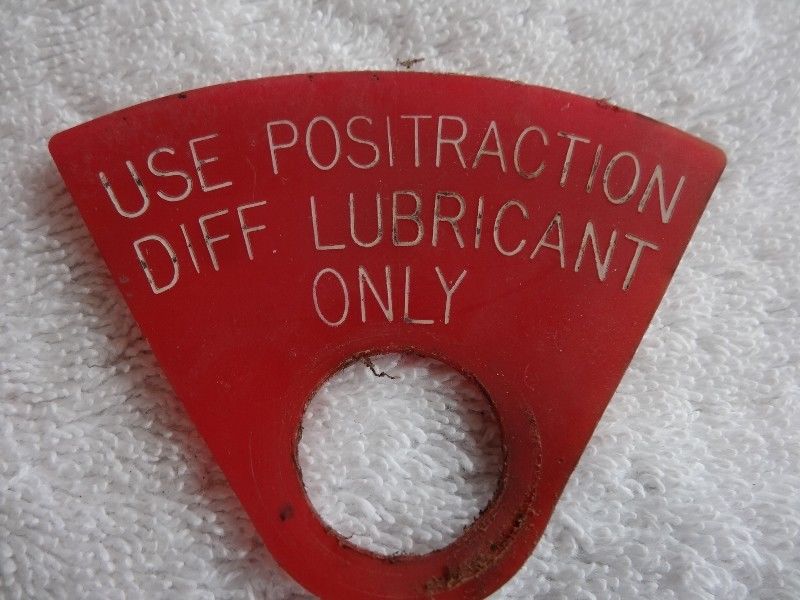 USE POSITRACTION
DIFF LUBRICANT
ONLY